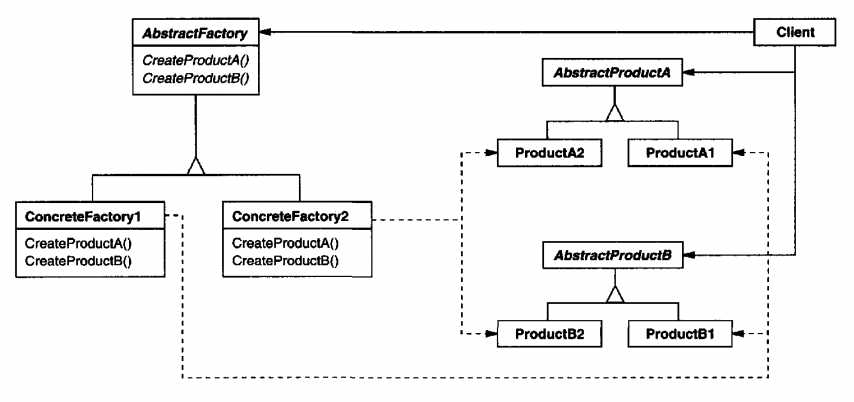 AbstractFactory
CreateProductA()
CreateProductB()
Client
AbstractProductA
ProductA2
ProductA1
ConcreteFactory1
CreateProductA()
CreateProductB()
ConcreteFactory2
CreateProductA()
CreateProductB()
AbstractProductB
ProductB2
ProductB1